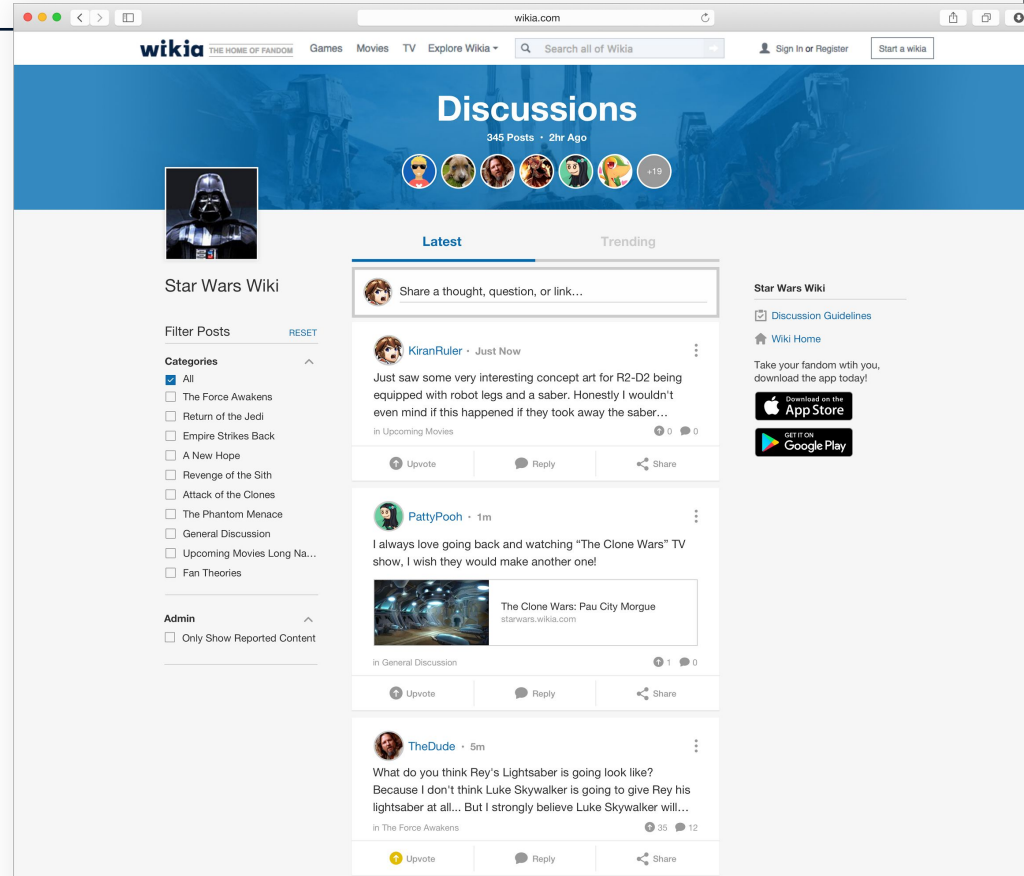 wikia.com
wikia THE HOME OF FANDOM Games Movies TV Explore Wikia Search all of Wikia Sign In or Register Start a wikia
Discussions
345 Posts · 2hr Ago
+19
Star Wars Wiki
Filter Posts RESET
Categories
All
The Force Awakens
Return of the Jedi
Empire Strikes Back
A New Hope
Revenge of the Sith
Attack of the Clones
The Phantom Menace
General Discussion
Upcoming Movies Long Na...
Fan Theories
Admin
Only Show Reported Content
Latest Trending
Share a thought, question, or link...
KiranRuler · Just Now
Just saw some very interesting concept art for R2-D2 being
equipped with robot legs and a saber. Honestly I wouldn't
even mind if this happened if they took away the saber...
in Upcoming Movies 0 0
Upvote Reply Share
PattyPooh · 1m
I always love going back and watching “The Clone Wars” TV
show, I wish they would make another one!
The Clone Wars: Pau City Morgue
starwars.wikia.com
in General Discussion 1 0
Upvote Reply Share
TheDude · 5m
What do you think Rey's Lightsaber is going look like?
Because I don't think Luke Skywalker is going to give Rey his
lightsaber at all... But I strongly believe Luke Skywalker will...
in The Force Awakens 35 12
Upvote Reply Share
Star Wars Wiki
Discussion Guidelines
Wiki Home
Take your fandom wtih you,
download the app today!
Download on the
App Store
GET IT ON
Google Play